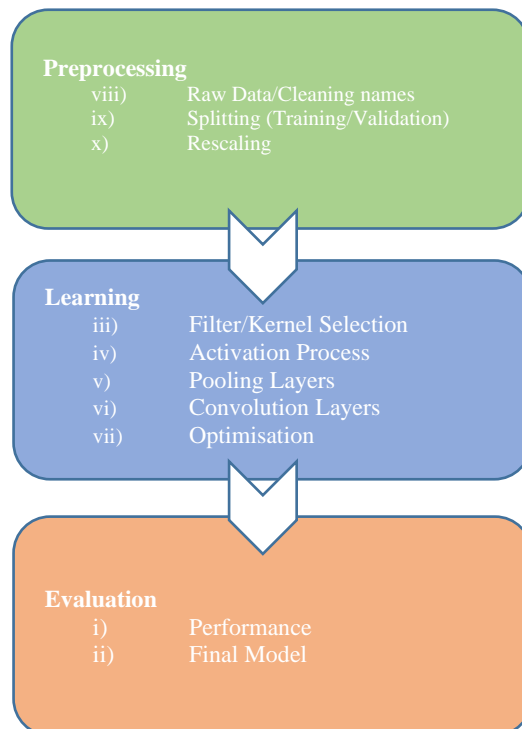 Preprocessing
viii) Raw Data/Cleaning names
ix) Splitting (Training/Validation)
x) Rescaling
Learning
iii) Filter/Kernel Selection
iv) Activation Process
v) Pooling Layers
vi) Convolution Layers
vii) Optimisation
Evaluation
i) Performance
ii) Final Model